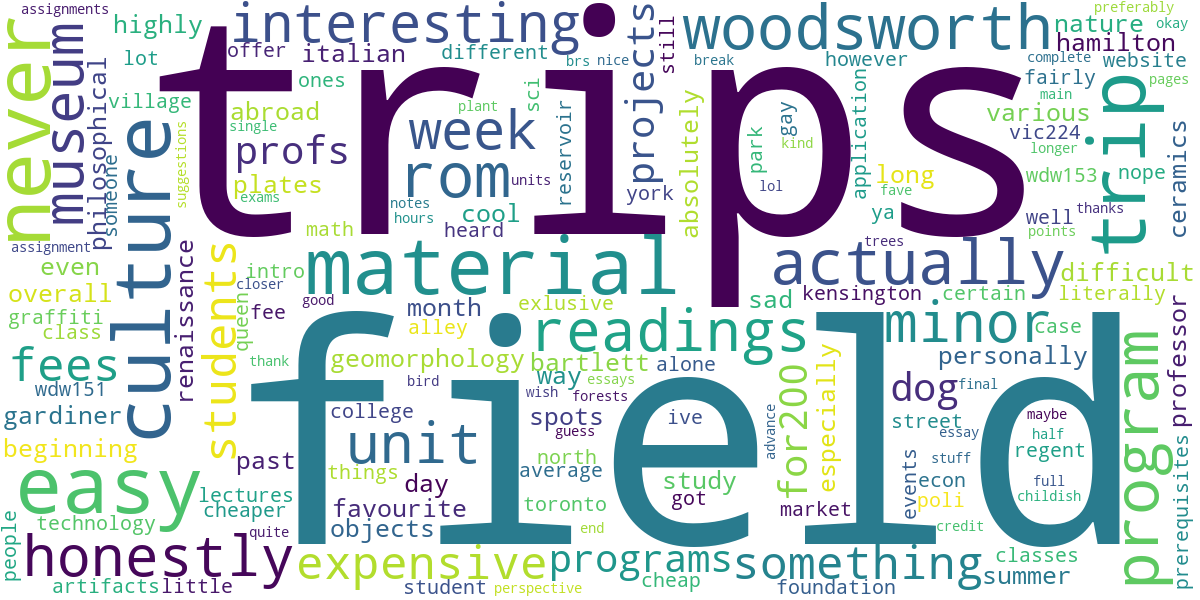 assignments
highly
interesting
projects
woodsworth
preferably
nature
okay
never
museum
lot
offer
italian
different
brs
nice
still
break
however
hamilton
complete
website
fairly
philosophical
village
trips
ones
sci
main
pages
abroad
plant
week
reservoir
absolutely
park
gay
application
various
trip
culture
suggestions
single
profs
rom
kind
vic224
longer
someone
plates
exams
units
york
lol
long
fave
wdw153
nope
ceramics
notes
hours
cool
ya
well
thanks
points
assignment
math
heard
trees
renaissance
students
material
actually
even
intro
closer
difficult
overall
queen
fee
good
month
exlusive
sad
kensington
certain
literally
graffiti
class
alley
readings
minor
case
professor
fees
thank
geomorphology
bartlett
way
alone
for200
personally
program
wdw151
field
bird
wish
essays
forests
especially
dog
final
gardiner
college
spots
guess
ive
advance
street
essay
maybe
half
beginning
unit
regent
prerequisites
past
things
north
average
study
events
stuff
easy
day
got
econ
full
lectures
cheaper
favourite
toronto
market
poli
childish
people
technology
quite
objects
end
credit
honestly
expensive
programs
something
classes
artifacts
little
student
perspective
cheap
foundation
summer